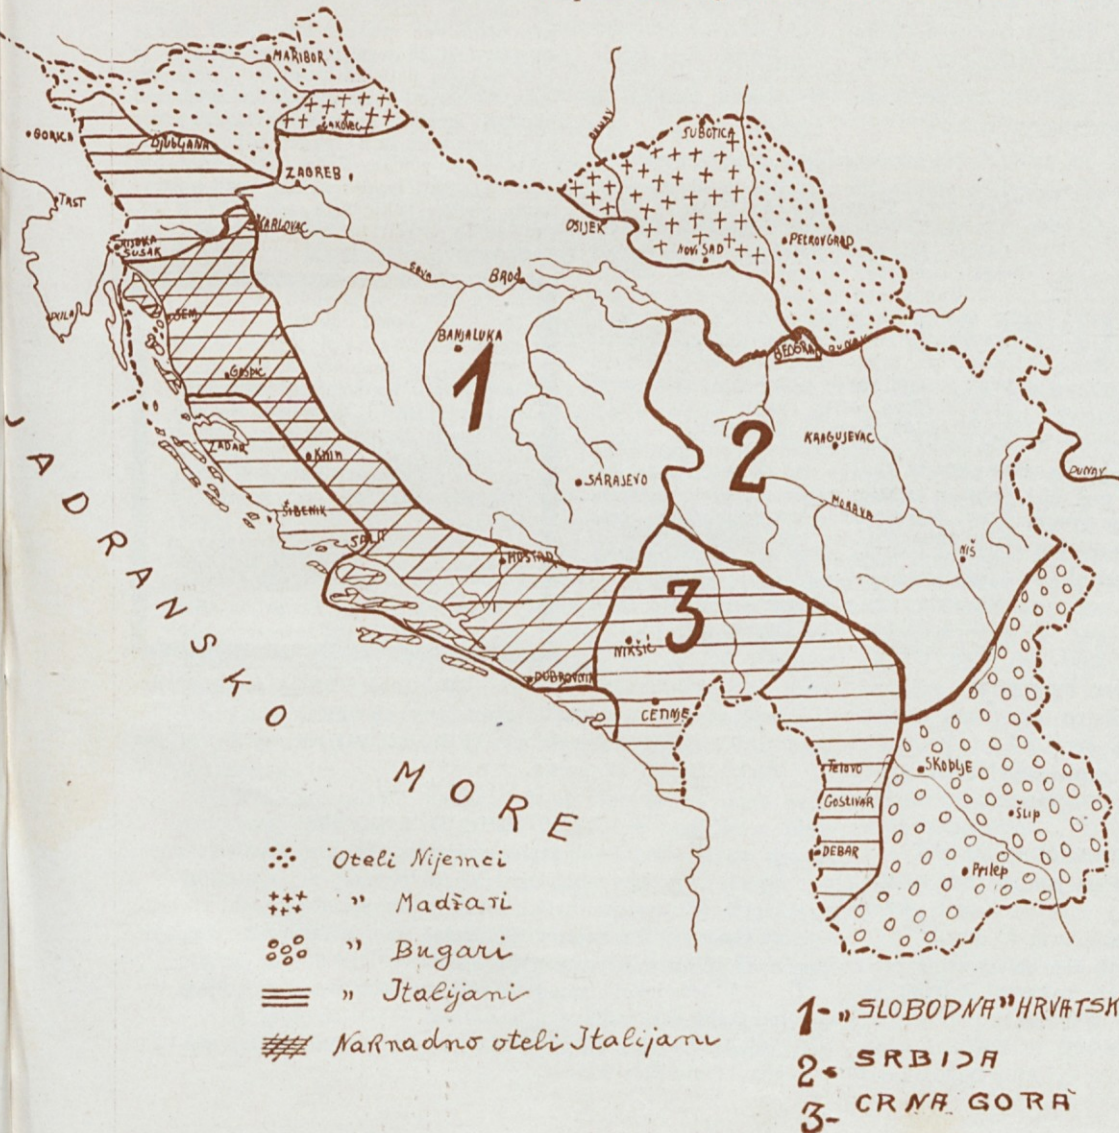 MARIBOR
ČAKOVEC
GORICA
LJUBLJANA
ZAGREB
TRST
KARLOVAC
RIJEKA
SUŠAK
PULA
SENJ
GOSPIĆ
ZADAR
KNIN
ŠIBENIK
SPLIT
MOSTAR
DUBROVNIK
DUNAV
SUBOTICA
OSIJEK
NOVI SAD
PETROVGRAD
SAVA
BROD
BANJALUKA
1
BEOGRAD
DUNAV
2
KRAGUJEVAC
SARAJEVO
MORAVA
DUNAV
NIŠ
3
NIKŠIĆ
CETINJE
TETOVO
GOSTIVAR
DEBAR
SKOPLJE
ŠTIP
Prilep
JADRANSKO
MORE
Oteli Nijemci
" Madžari
" Bugari
" Italijani
Naknadno oteli Italijani
1- „SLOBODNA" HRVATSK
2- SRBIJA
3- CRNA GORA